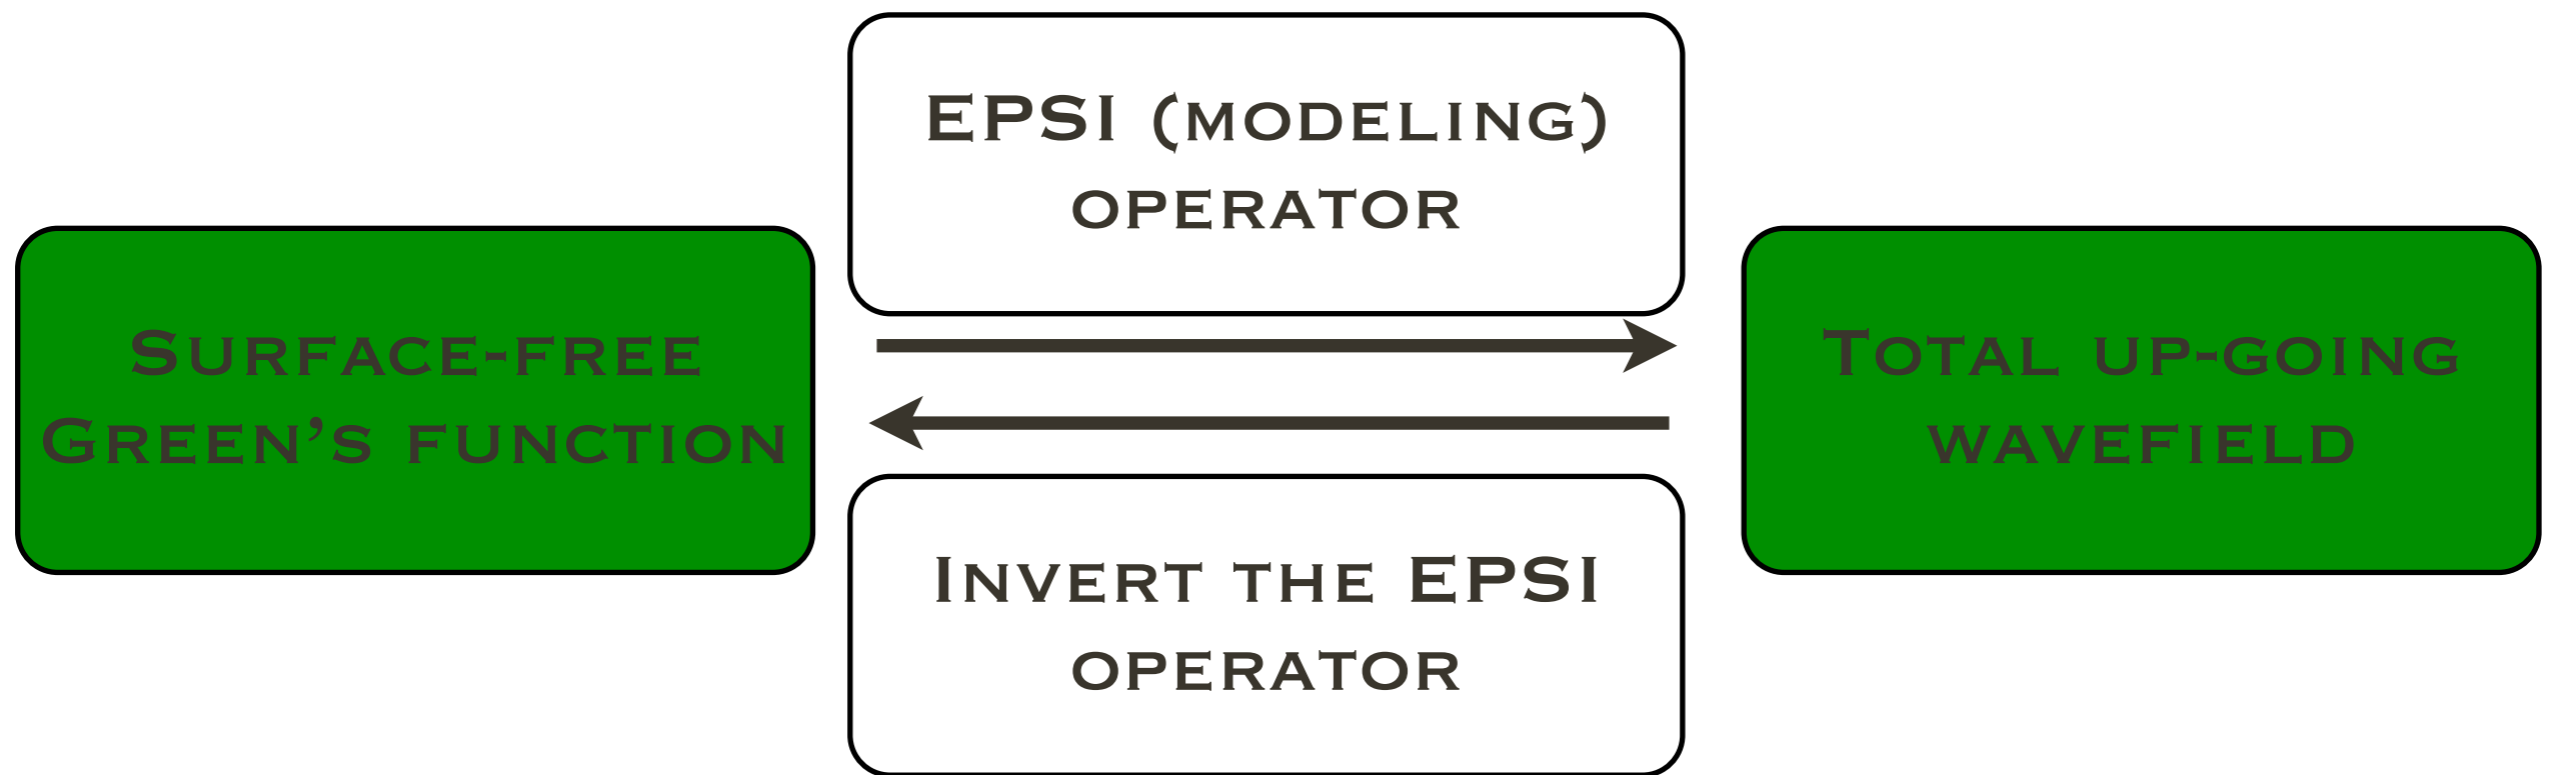 Surface-free
Green's function
EPSI (modeling)
operator
Invert the EPSI
operator
Total up-going
wavefield